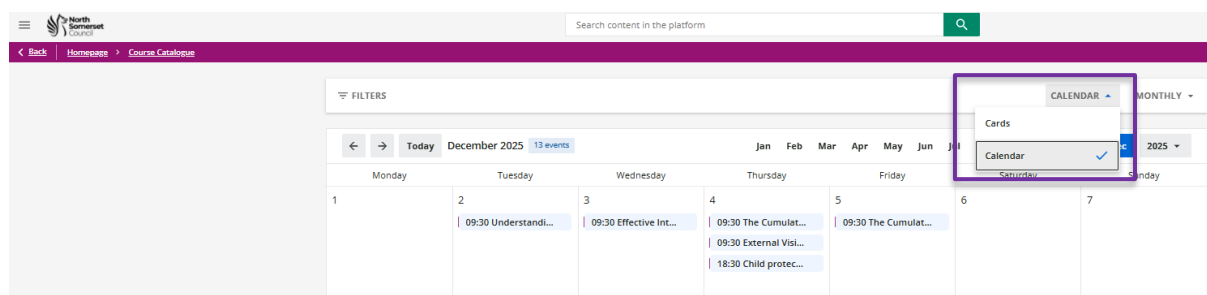 North
Somerset
Council
Search content in the platform
Back Homepage > Course Catalogue
FILTERS
CALENDAR MONTHLY
Cards
Calendar
Today December 2025 13 events Jan Feb Mar Apr May Jun 2025
Monday Tuesday Wednesday Thursday Friday Saturday Sunday
1 2 3 4 5 6 7
09:30 Understandi... 09:30 Effective Int... 09:30 The Cumulat... 09:30 The Cumulat...
09:30 External Visi...
18:30 Child protec...